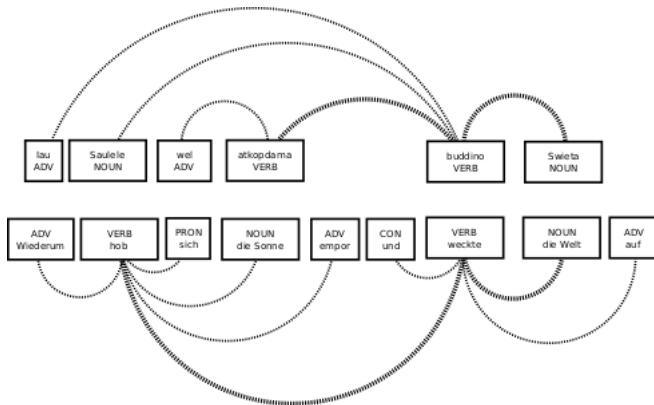 lau Saulele wel atkopdama buddino Swieta
ADV NOUN ADV VERB VERB NOUN
ADV VERB PRON NOUN ADV CON VERB NOUN ADV
Wiederum hob sich die Sonne empor und weckte die Welt auf